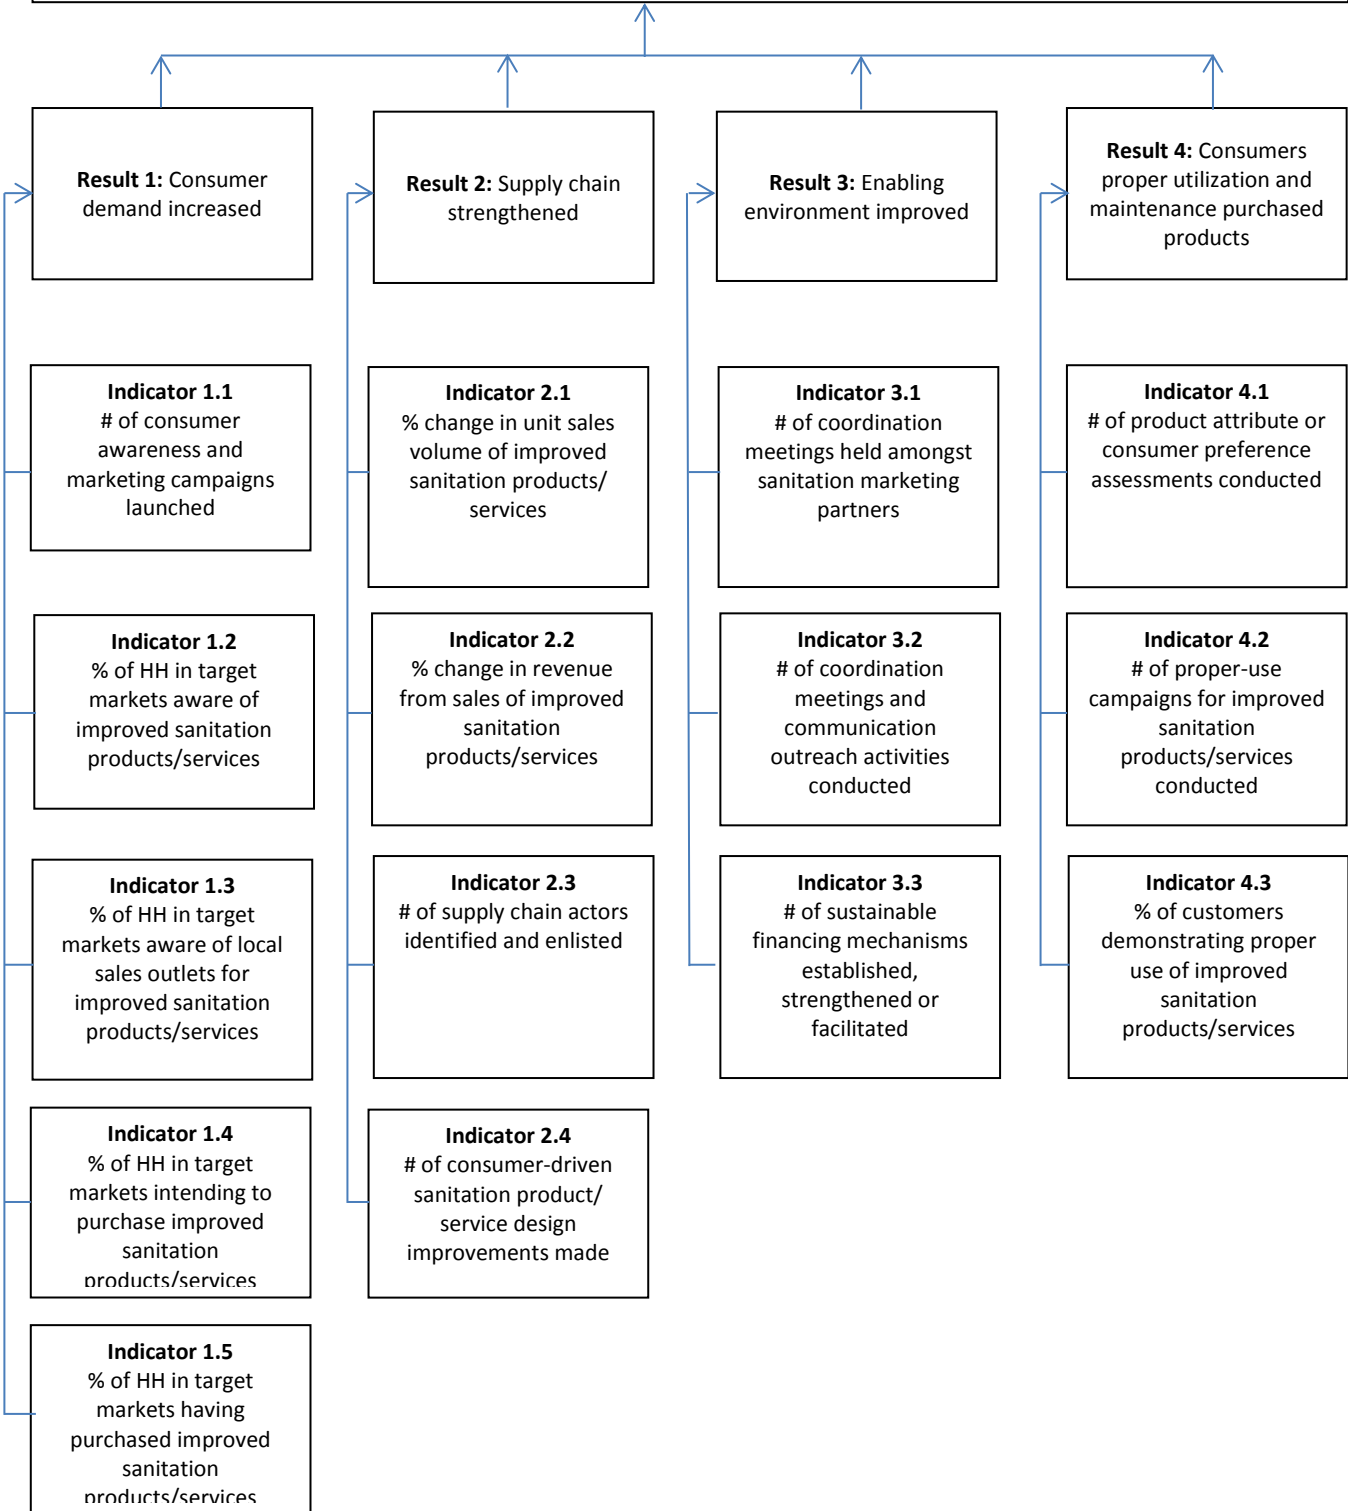 Result 1: Consumer
demand increased
Result 2: Supply chain
strengthened
Result 3: Enabling
environment improved
Result 4: Consumers
proper utilization and
maintenance purchased
products
Indicator 1.1
# of consumer
awareness and
marketing campaigns
launched
Indicator 2.1
% change in unit sales
volume of improved
sanitation products/
services
Indicator 3.1
# of coordination
meetings held amongst
sanitation marketing
partners
Indicator 4.1
# of product attribute or
consumer preference
assessments conducted
Indicator 1.2
% of HH in target
markets aware of
improved sanitation
products/services
Indicator 2.2
% change in revenue
from sales of improved
sanitation
products/services
Indicator 3.2
# of coordination
meetings and
communication
outreach activities
conducted
Indicator 4.2
# of proper-use
campaigns for improved
sanitation
products/services
conducted
Indicator 1.3
% of HH in target
markets aware of local
sales outlets for
improved sanitation
products/services
Indicator 2.3
# of supply chain actors
identified and enlisted
Indicator 3.3
# of sustainable
financing mechanisms
established,
strengthened or
facilitated
Indicator 4.3
% of customers
demonstrating proper
use of improved
sanitation
products/services
Indicator 1.4
% of HH in target
markets intending to
purchase improved
sanitation
products/services
Indicator 2.4
# of consumer-driven
sanitation product/
service design
improvements made
Indicator 1.5
% of HH in target
markets having
purchased improved
sanitation
products/services